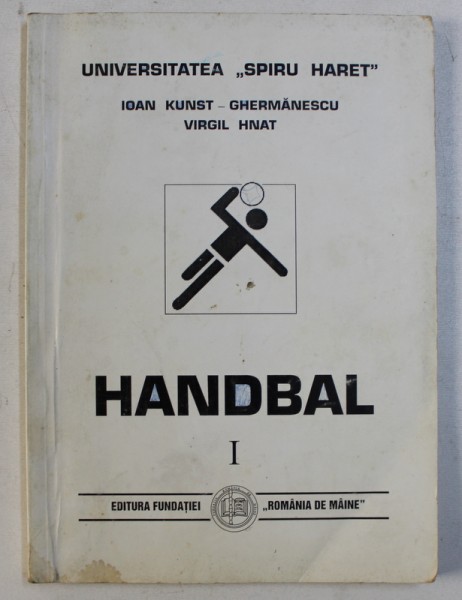 UNIVERSITATEA „SPIRU HARET”
IOAN KUNST - GHERMĂNESCU
VIRGIL HNAT
HANDBAL
I
EDITURA FUNDAȚIEI „ROMÂNIA DE MÂINE”